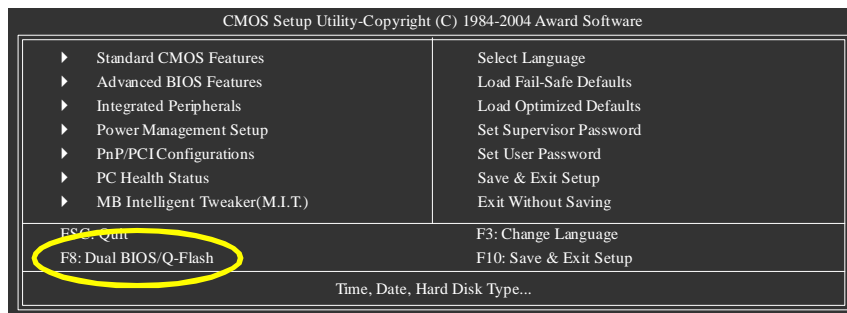 CMOS Setup Utility-Copyright (C) 1984-2004 Award Software
Standard CMOS Features
Advanced BIOS Features
Integrated Peripherals
Power Management Setup
PnP/PCI Configurations
PC Health Status
MB Intelligent Tweaker(M.I.T.)
Select Language
Load Fail-Safe Defaults
Load Optimized Defaults
Set Supervisor Password
Set User Password
Save & Exit Setup
Exit Without Saving
ESC: Quit
F3: Change Language
F8: Dual BIOS/Q-Flash
F10: Save & Exit Setup
Time, Date, Hard Disk Type...